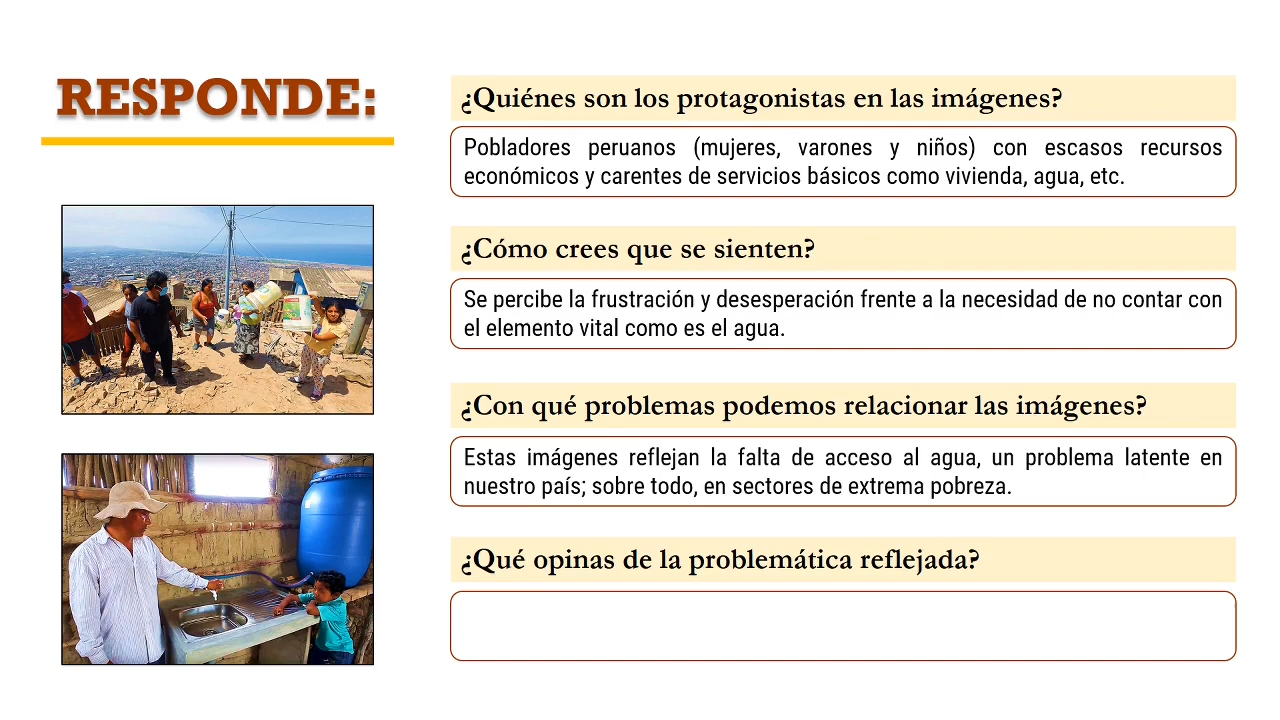 RESPONDE:
¿Quiénes son los protagonistas en las imágenes?
Pobladores peruanos (mujeres, varones y niños) con escasos recursos
económicos y carentes de servicios básicos como vivienda, agua, etc.
¿Cómo crees que se sienten?
Se percibe la frustración y desesperación frente a la necesidad de no contar con
el elemento vital como es el agua.
¿Con qué problemas podemos relacionar las imágenes?
Estas imágenes reflejan la falta de acceso al agua, un problema latente en
nuestro país; sobre todo, en sectores de extrema pobreza.
¿Qué opinas de la problemática reflejada?